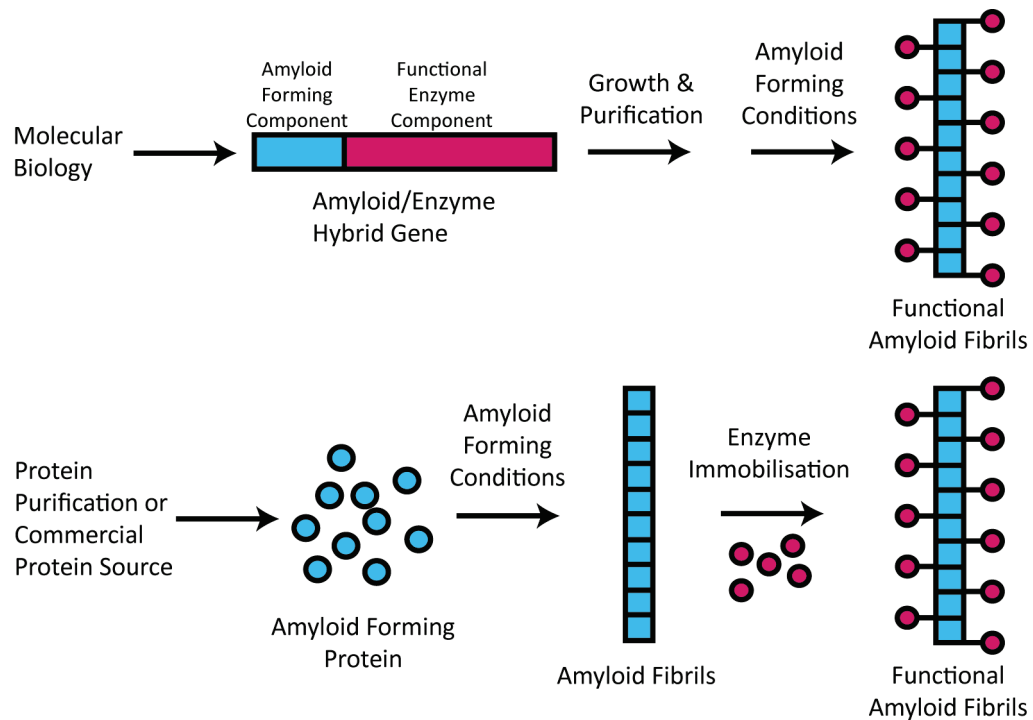 Molecular
Biology
Amyloid
Forming
Component
Functional
Enzyme
Component
Amyloid/Enzyme
Hybrid Gene
Growth &
Purification
Amyloid
Forming
Conditions
Functional
Amyloid Fibrils
Protein
Purification or
Commercial
Protein Source
Amyloid Forming
Protein
Amyloid
Forming
Conditions
Amyloid Fibrils
Enzyme
Immobilisation
Functional
Amyloid Fibrils